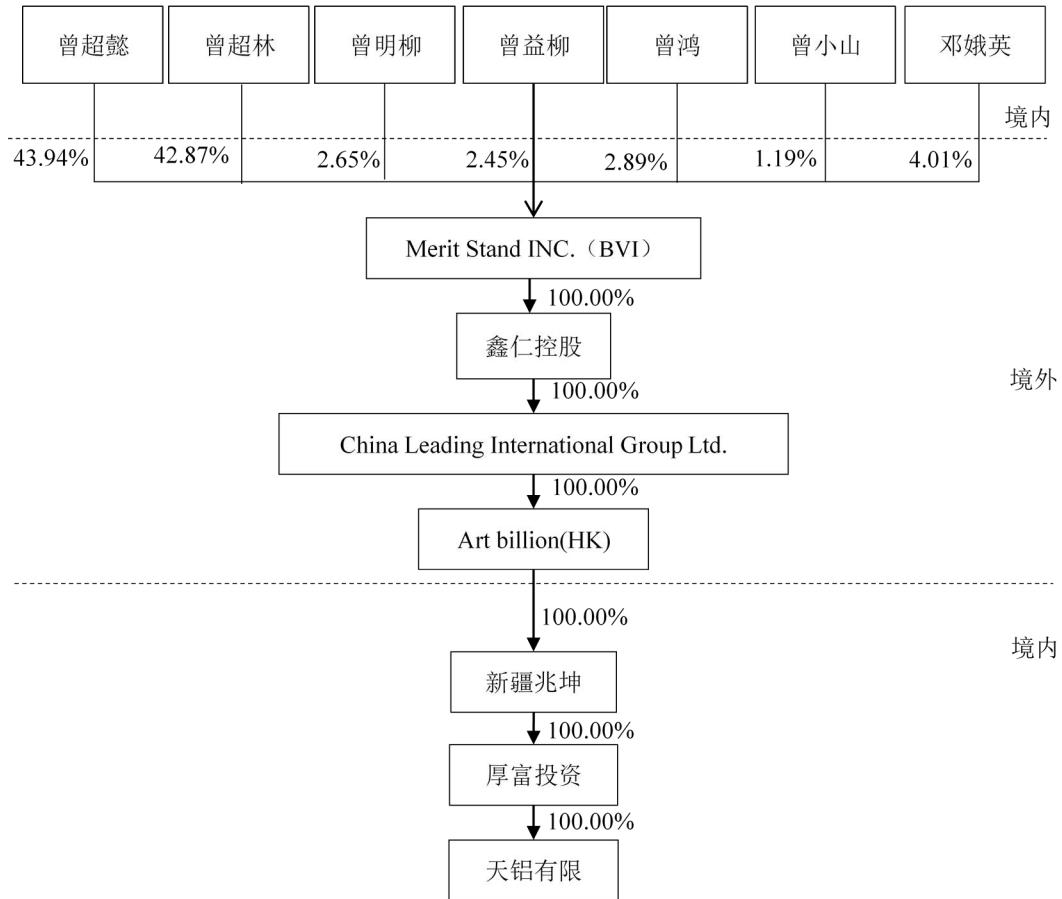 曾超懿
曾超林
曾明柳
曾益柳
曾鸿
曾小山
邓娥英
境内
43.94%
42.87%
2.65%
2.45%
2.89%
1.19%
4.01%
Merit Stand INC.（BVI）
100.00%
鑫仁控股
境外
100.00%
China Leading International Group Ltd.
100.00%
Art billion(HK)
100.00%
境内
新疆兆坤
100.00%
厚富投资
100.00%
天铝有限